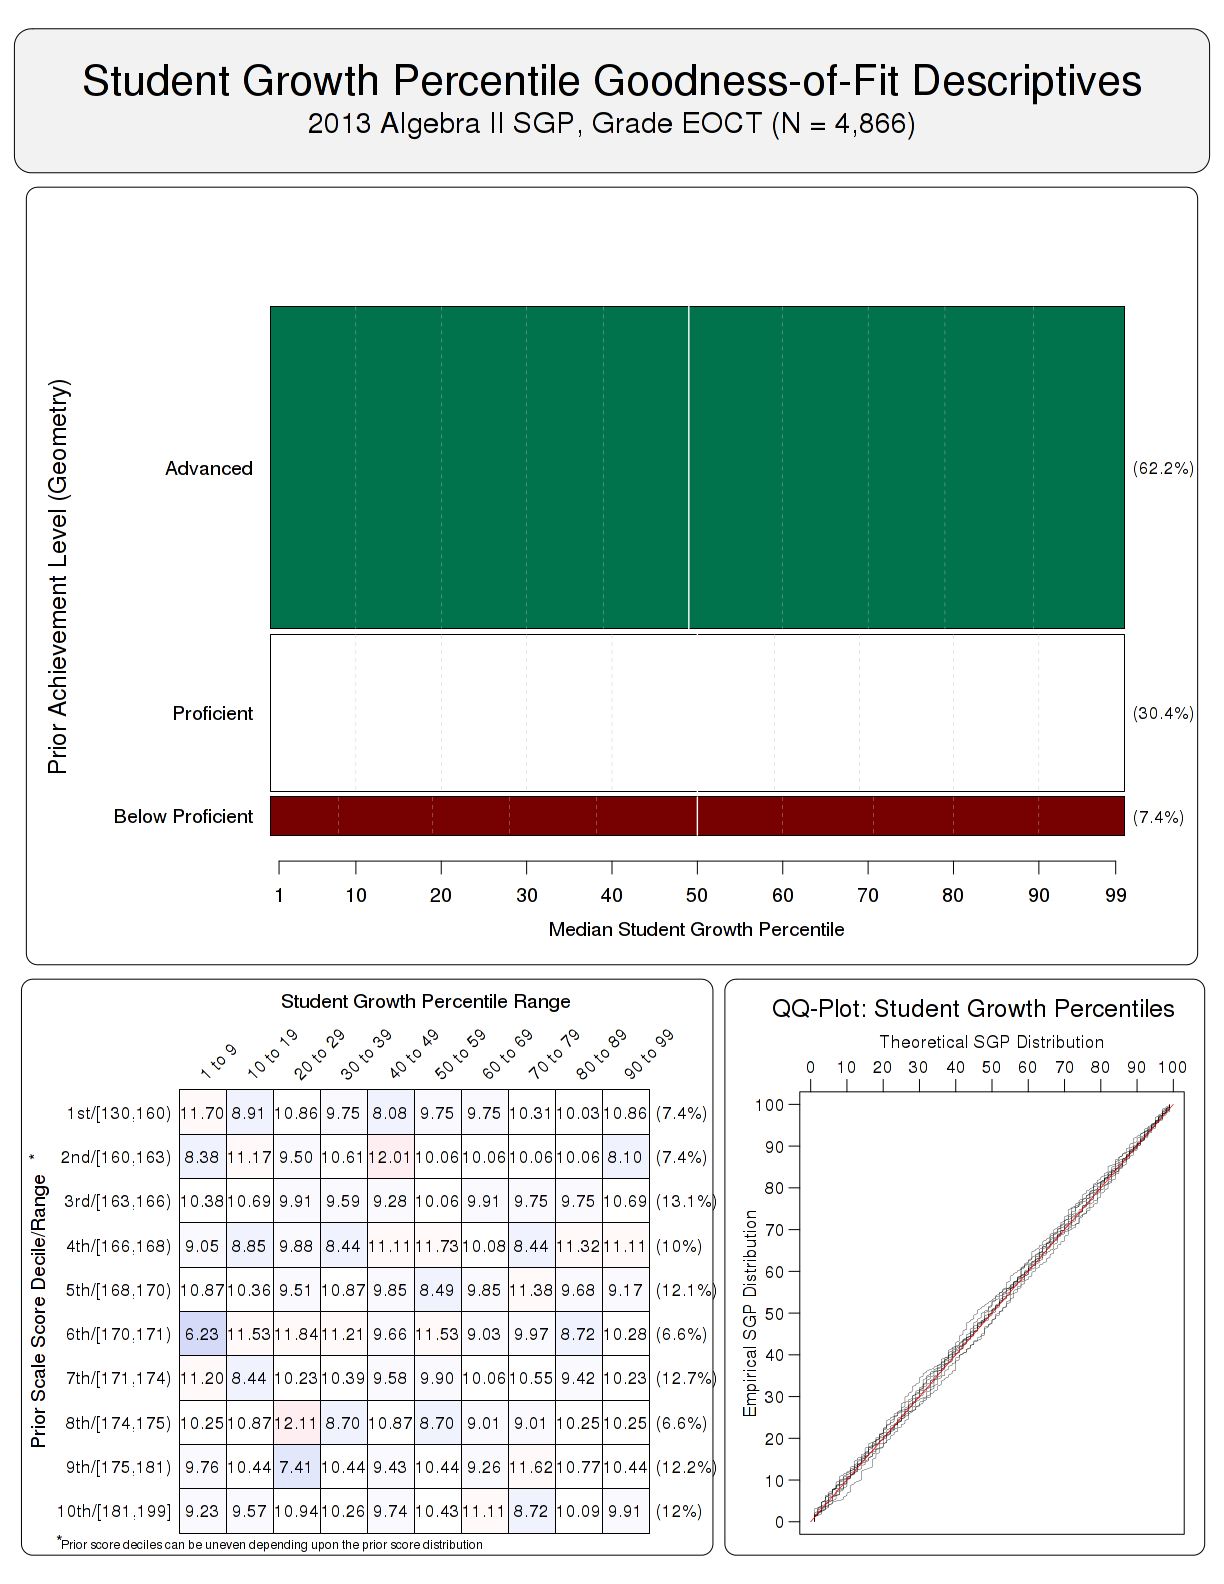 Student Growth Percentile Goodness-of-Fit Descriptives
2013 Algebra II SGP, Grade EOCT (N = 4,866)
Prior Achievement Level (Geometry)
Advanced (62.2%)
Proficient (30.4%)
Below Proficient (7.4%)
1 10 20 30 40 50 60 70 80 90 99
Median Student Growth Percentile
Student Growth Percentile Range
1 to 9 10 to 19 20 to 29 30 to 39 40 to 49 50 to 59 60 to 69 70 to 79 80 to 89 90 to 99
Prior Scale Score Decile/Range *
1st/[130,160) 11.70 8.91 10.86 9.75 8.08 9.75 9.75 10.31 10.03 10.86 (7.4%)
2nd/[160,163) 8.38 11.17 9.50 10.61 12.01 10.06 10.06 10.06 10.06 8.10 (7.4%)
3rd/[163,166) 10.38 10.69 9.91 9.59 9.28 10.06 9.91 9.75 9.75 10.69 (13.1%)
4th/[166,168) 9.05 8.85 9.88 8.44 11.11 11.73 10.08 8.44 11.32 11.11 (10%)
5th/[168,170) 10.87 10.36 9.51 10.87 9.85 8.49 9.85 11.38 9.68 9.17 (12.1%)
6th/[170,171) 6.23 11.53 11.84 11.21 9.66 11.53 9.03 9.97 8.72 10.28 (6.6%)
7th/[171,174) 11.20 8.44 10.23 10.39 9.58 9.90 10.06 10.55 9.42 10.23 (12.7%)
8th/[174,175) 10.25 10.87 12.11 8.70 10.87 8.70 9.01 9.01 10.25 10.25 (6.6%)
9th/[175,181) 9.76 10.44 7.41 10.44 9.43 10.44 9.26 11.62 10.77 10.44 (12.2%)
10th/[181,199] 9.23 9.57 10.94 10.26 9.74 10.43 11.11 8.72 10.09 9.91 (12%)
*Prior score deciles can be uneven depending upon the prior score distribution
QQ-Plot: Student Growth Percentiles
Theoretical SGP Distribution
0 10 20 30 40 50 60 70 80 90 100
Empirical SGP Distribution
100
90
80
70
60
50
40
30
20
10
0